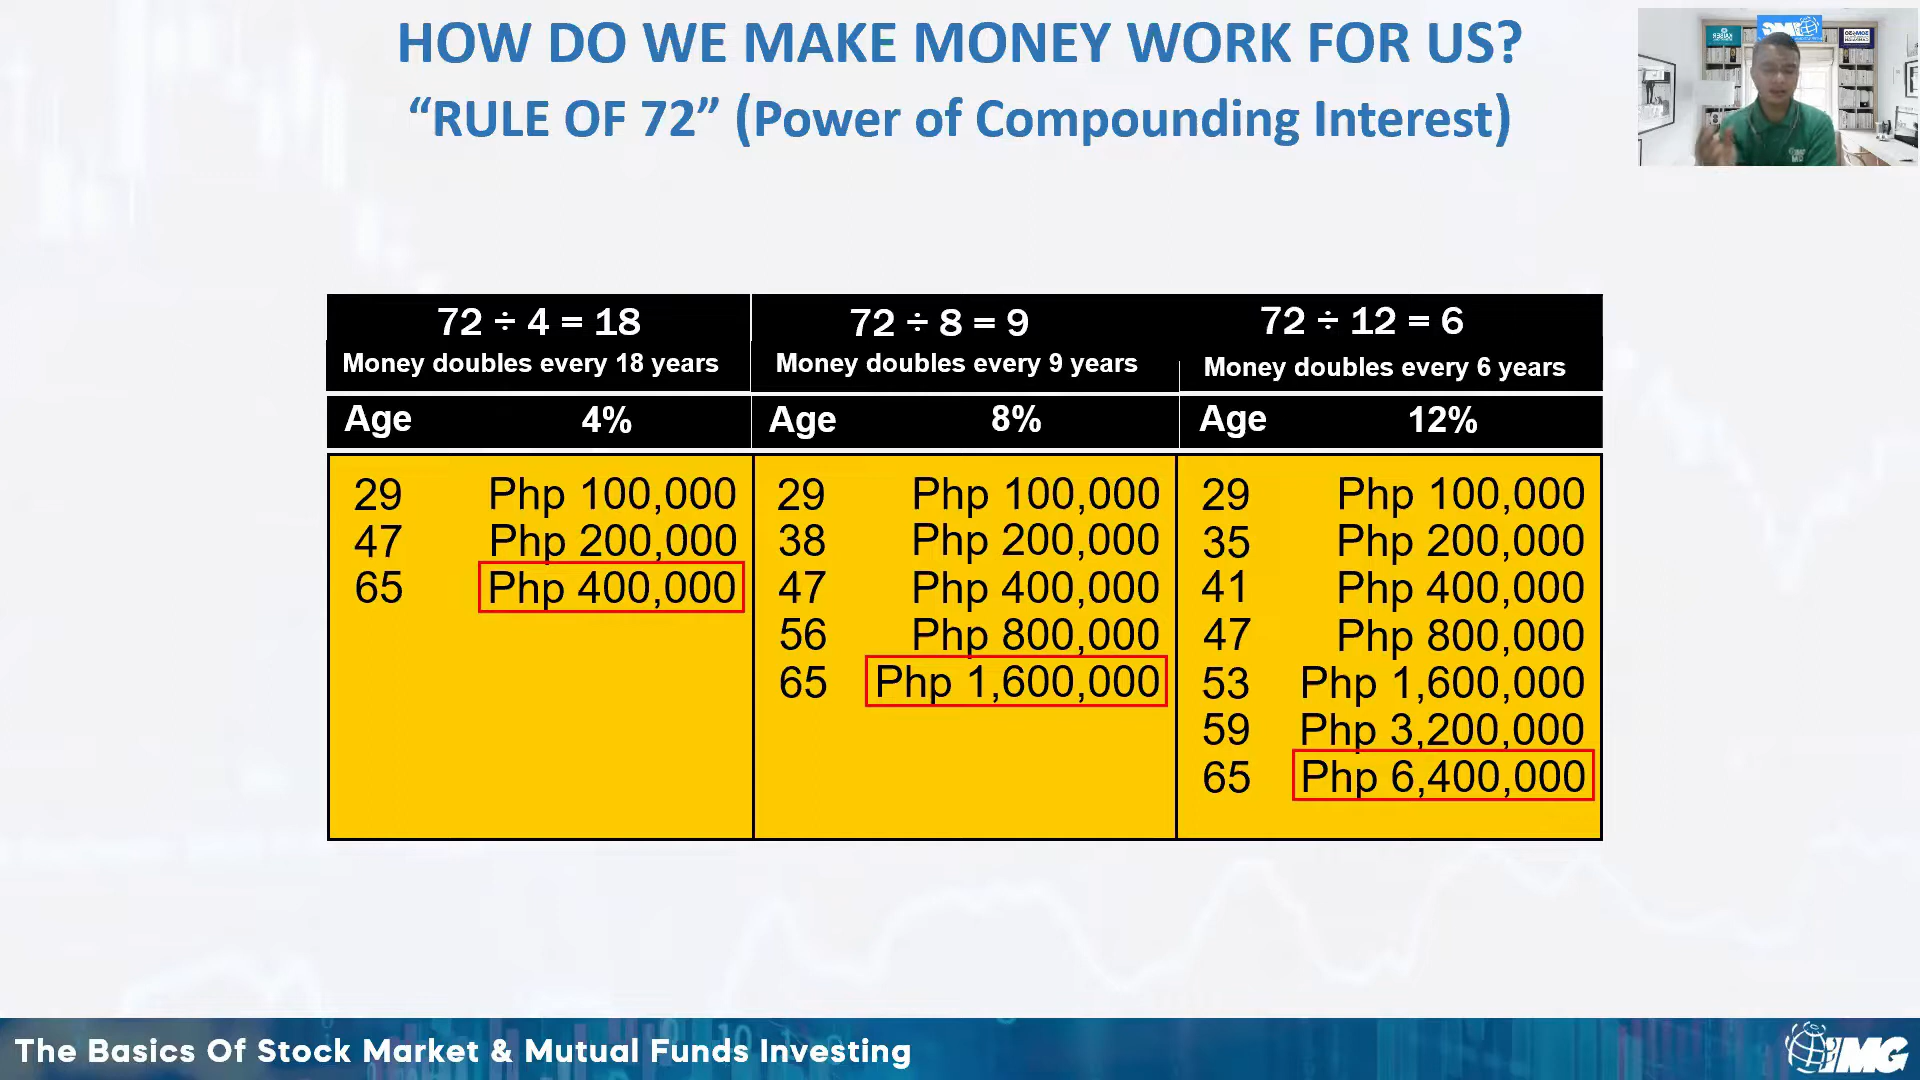 HOW DO WE MAKE MONEY WORK FOR US?
“RULE OF 72” (Power of Compounding Interest)
72 ÷ 4 = 18
Money doubles every 18 years
Age 4%
29 Php 100,000
47 Php 200,000
65 Php 400,000
72 ÷ 8 = 9
Money doubles every 9 years
Age 8%
29 Php 100,000
38 Php 200,000
47 Php 400,000
56 Php 800,000
65 Php 1,600,000
72 ÷ 12 = 6
Money doubles every 6 years
Age 12%
29 Php 100,000
35 Php 200,000
41 Php 400,000
47 Php 800,000
53 Php 1,600,000
59 Php 3,200,000
65 Php 6,400,000
The Basics Of Stock Market & Mutual Funds Investing
IMG